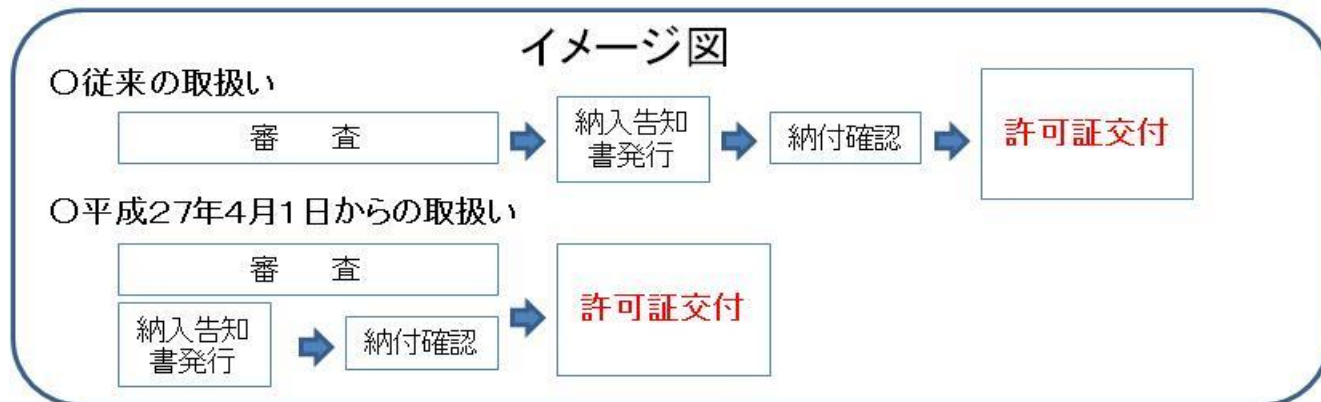 イメージ図
○従来の取扱い
審　　査
納入告知
書発行
納付確認
許可証交付
○平成27年4月1日からの取扱い
審　　査
納入告知
書発行
納付確認
許可証交付